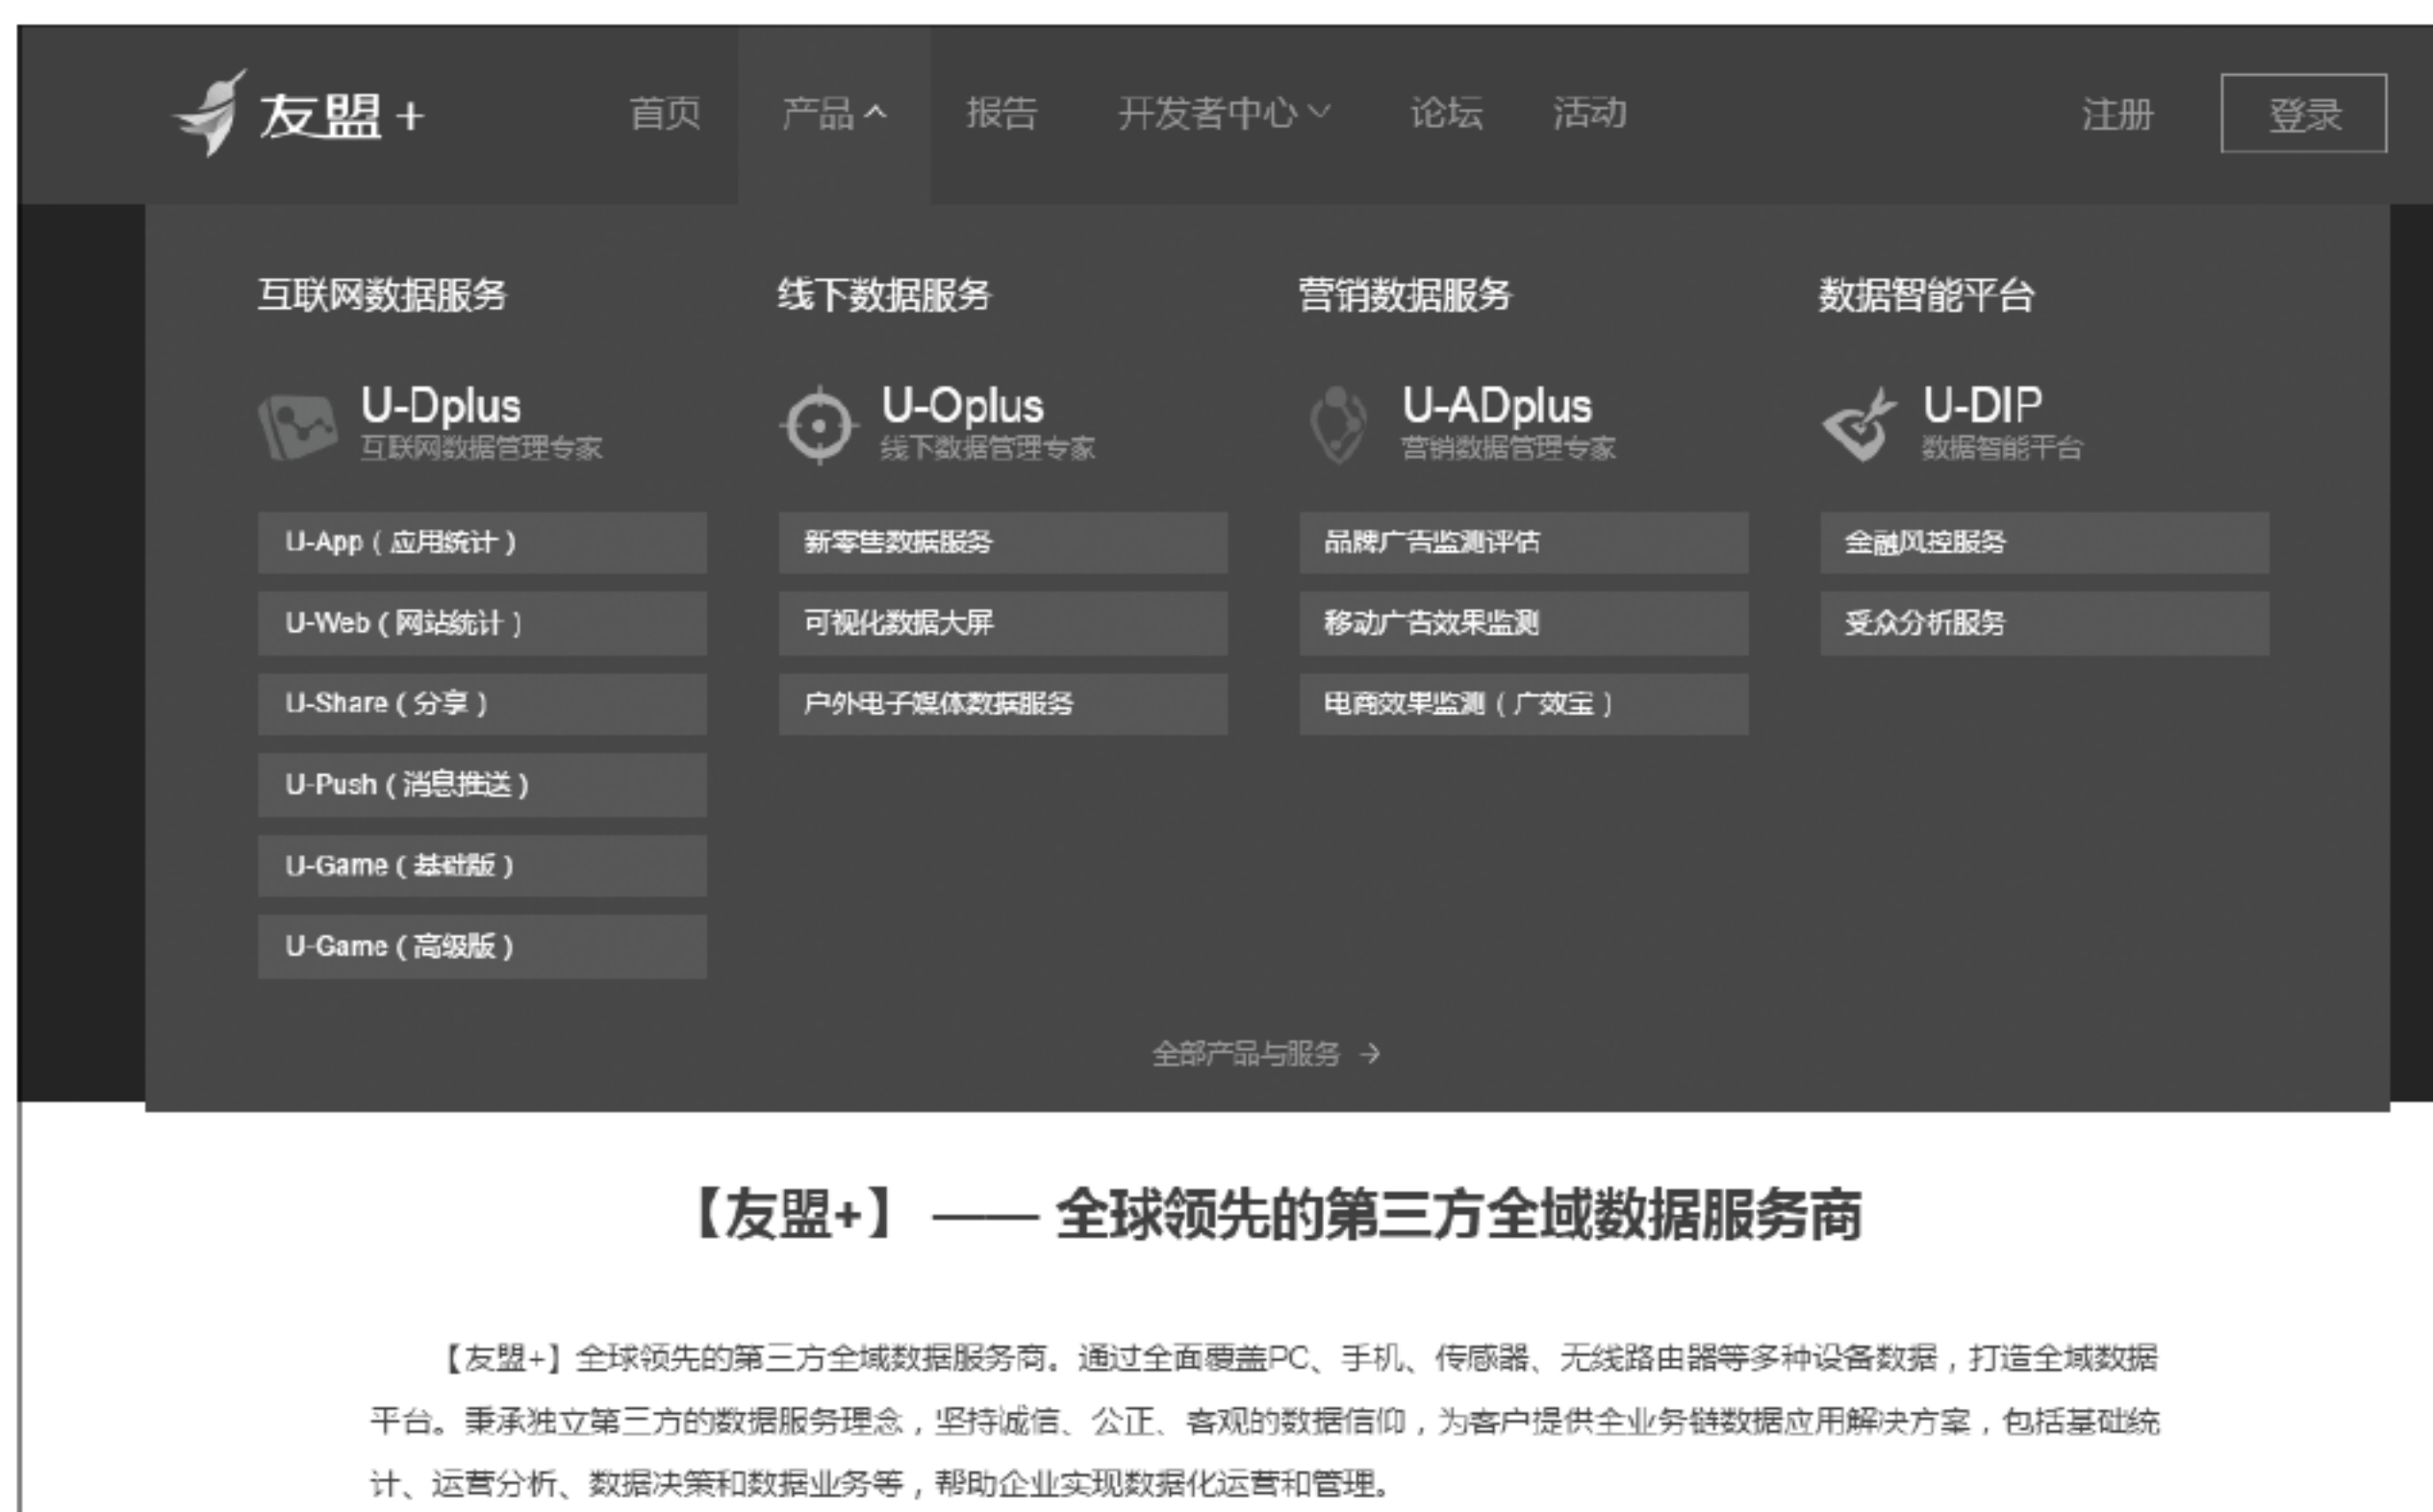 友盟+
首页 产品 报告 开发者中心 论坛 活动 注册 登录
互联网数据服务
U-Dplus
互联网数据管理专家
U-App（应用统计）
U-Web（网站统计）
U-Share（分享）
U-Push（消息推送）
U-Game（基础版）
U-Game（高级版）
线下数据服务
U-Oplus
线下数据管理专家
新零售数据服务
可视化数据大屏
户外电子媒体数据服务
营销数据服务
U-ADplus
营销数据管理专家
品牌广告监测评估
移动广告效果监测
电商效果监测（广效宝）
数据智能平台
U-DIP
数据智能平台
金融风控服务
受众分析服务
全部产品与服务 →
【友盟+】 —— 全球领先的第三方全域数据服务商
【友盟+】全球领先的第三方全域数据服务商。通过全面覆盖PC、手机、传感器、无线路由器等多种设备数据，打造全域数据
平台。秉承独立第三方的数据服务理念，坚持诚信、公正、客观的数据信仰，为客户提供全业务链数据应用解决方案，包括基础统
计、运营分析、数据决策和数据业务等，帮助企业实现数据化运营和管理。